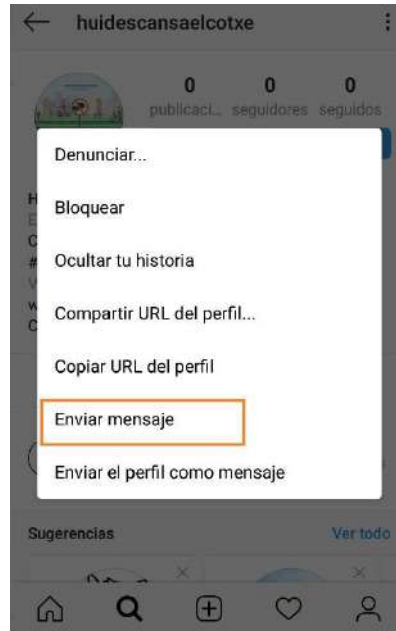 huidescansaelcotxe
0 0 0
publicaci... seguidores seguidos
Denunciar...
Bloquear
Ocultar tu historia
Compartir URL del perfil...
Copiar URL del perfil
Enviar mensaje
Enviar el perfil como mensaje
Sugerencias Ver todo